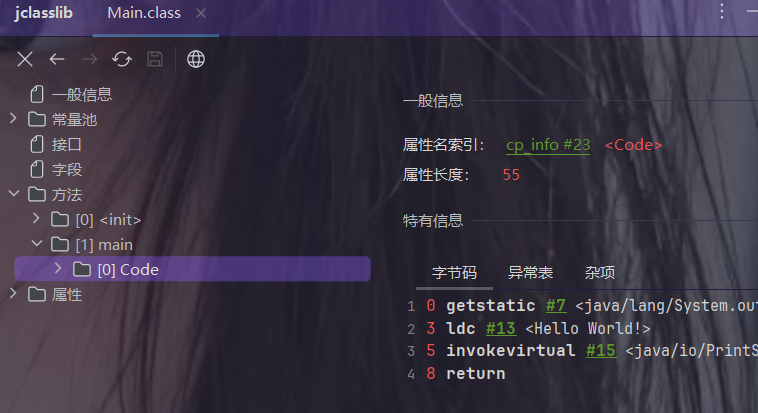 jclasslib
Main.class
一般信息
常量池
接口
字段
方法
[0] <init>
[1] main
[0] Code
属性
一般信息
属性名索引： cp_info #23 <Code>
属性长度： 55
特有信息
字节码 异常表 杂项
1 0 getstatic #7 <java/lang/System.out
2 3 ldc #13 <Hello World!>
3 5 invokevirtual #15 <java/io/PrintS
4 8 return